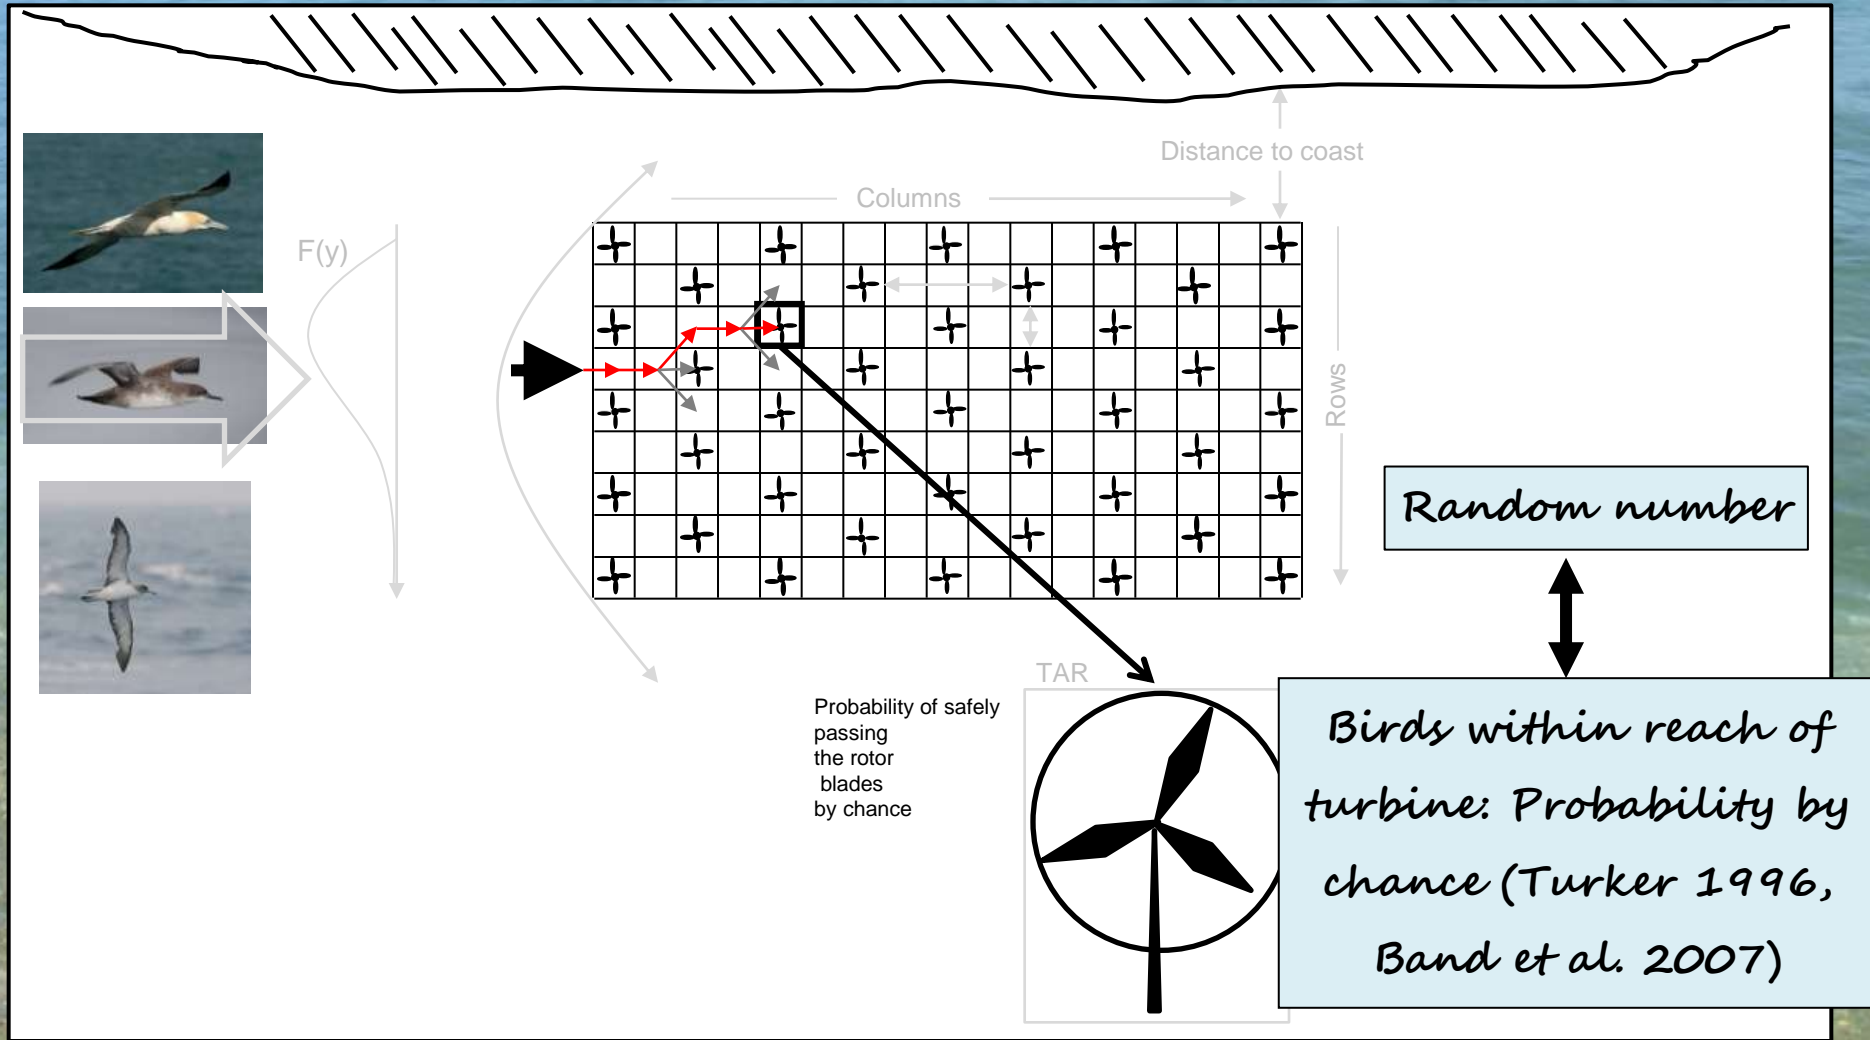 Distance to coast
Columns
F(y)
Rows
Random number
TAR
Probability of safely
passing
the rotor
blades
by chance
Birds within reach of
turbine: Probability by
chance (Turker 1996,
Band et al. 2007)